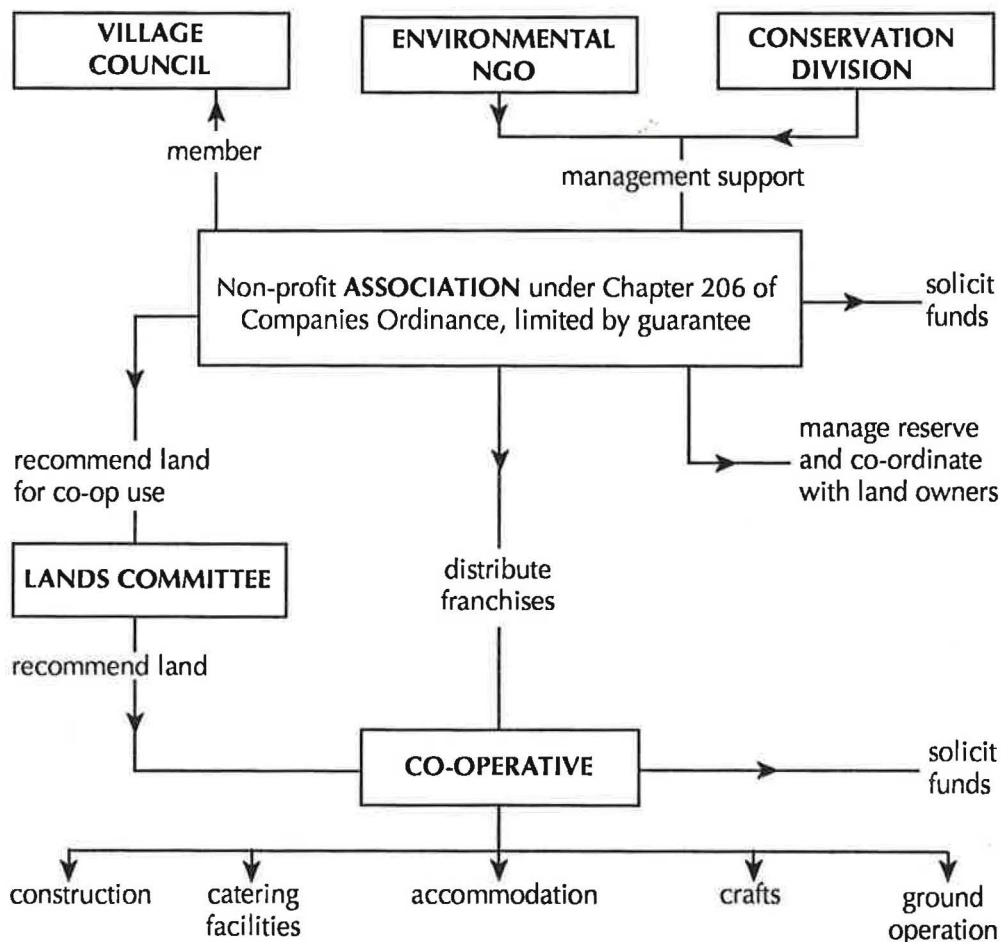 VILLAGE
COUNCIL
ENVIRONMENTAL
NGO
CONSERVATION
DIVISION
member
management support
Non-profit ASSOCIATION under Chapter 206 of
Companies Ordinance, limited by guarantee
solicit
funds
recommend land
for co-op use
manage reserve
and co-ordinate
with land owners
LANDS COMMITTEE
distribute
franchises
recommend land
CO-OPERATIVE
solicit
funds
construction
catering
facilities
accommodation
crafts
ground
operation